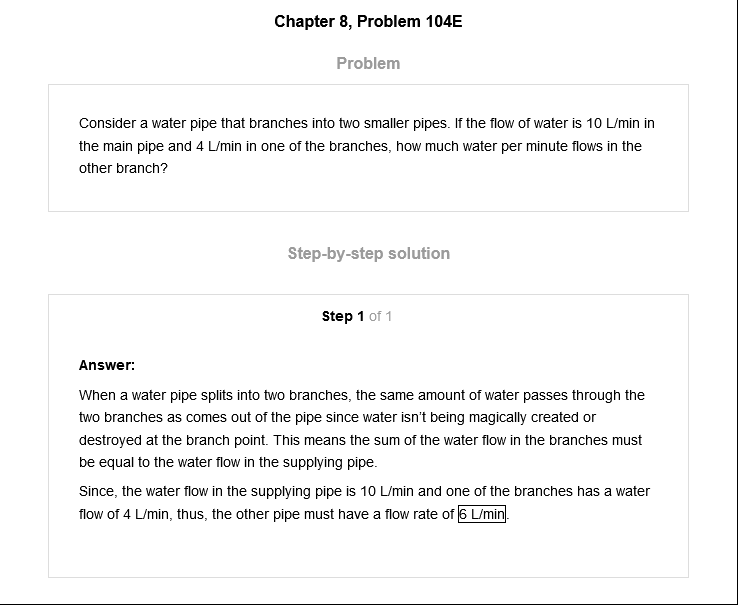 Chapter 8, Problem 104E
Problem
Consider a water pipe that branches into two smaller pipes. If the flow of water is 10 L/min in
the main pipe and 4 L/min in one of the branches, how much water per minute flows in the
other branch?
Step-by-step solution
Step 1 of 1
Answer:
When a water pipe splits into two branches, the same amount of water passes through the
two branches as comes out of the pipe since water isn’t being magically created or
destroyed at the branch point. This means the sum of the water flow in the branches must
be equal to the water flow in the supplying pipe.
Since, the water flow in the supplying pipe is 10 L/min and one of the branches has a water
flow of 4 L/min, thus, the other pipe must have a flow rate of 6 L/min.